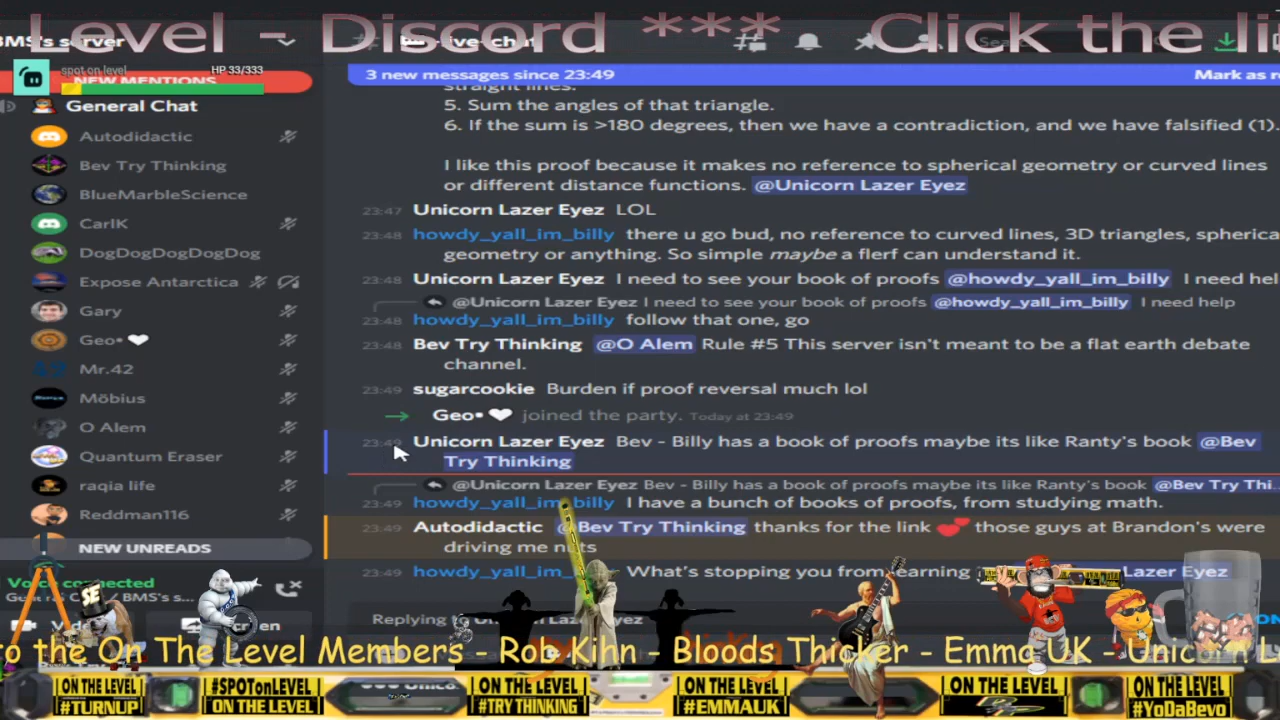 Level - Discord *** Click the li
BMS's server
spot on level HP 33/333
NEW MENTIONS
3 new messages since 23:49 Mark as re
General Chat
Autodidactic
Bev Try Thinking
BlueMarbleScience
CarlK
DogDogDogDogDog
Expose Antarctica
Gary
Geo•
Mr.42
Möbius
O Alem
Quantum Eraser
raqia life
Reddman116
NEW UNREADS
Voice connected
/ BMS's s...
straight lines.
5. Sum the angles of that triangle.
6. If the sum is >180 degrees, then we have a contradiction, and we have falsified (1).
I like this proof because it makes no reference to spherical geometry or curved lines
or different distance functions. @Unicorn Lazer Eyez
23:47 Unicorn Lazer Eyez LOL
23:48 howdy_yall_im_billy there u go bud, no reference to curved lines, 3D triangles, spherica
geometry or anything. So simple maybe a flerf can understand it.
23:48 Unicorn Lazer Eyez I need to see your book of proofs @howdy_yall_im_billy I need hel
@Unicorn Lazer Eyez I need to see your book of proofs @howdy_yall_im_billy I need help
23:48 howdy_yall_im_billy follow that one, go
23:48 Bev Try Thinking @O Alem Rule #5 This server isn't meant to be a flat earth debate
channel.
23:49 sugarcookie Burden if proof reversal much lol
Geo• joined the party. Today at 23:49
23:49 Unicorn Lazer Eyez Bev - Billy has a book of proofs maybe its like Ranty's book @Bev
Try Thinking
@Unicorn Lazer Eyez Bev - Billy has a book of proofs maybe its like Ranty's book @Bev Try Thi...
23:49 howdy_yall_im_billy I have a bunch of books of proofs, from studying math.
23:49 Autodidactic @Bev Try Thinking thanks for the link 💕 those guys at Brandon's were
driving me nuts
23:49 howdy_yall_im_ What's stopping you from Lazer Eyez
Replying
to the On The Level Members - Rob Kihn - Bloods Thicker - Emma UK - Unicorn L
ON THE LEVEL
#TURNUP
#SPOTonLEVEL
ON THE LEVEL
ON THE LEVEL
#TRY THINKING
ON THE LEVEL
#EMMAUK
ON THE LEVEL
ON THE LEVEL
#YoDaBevo